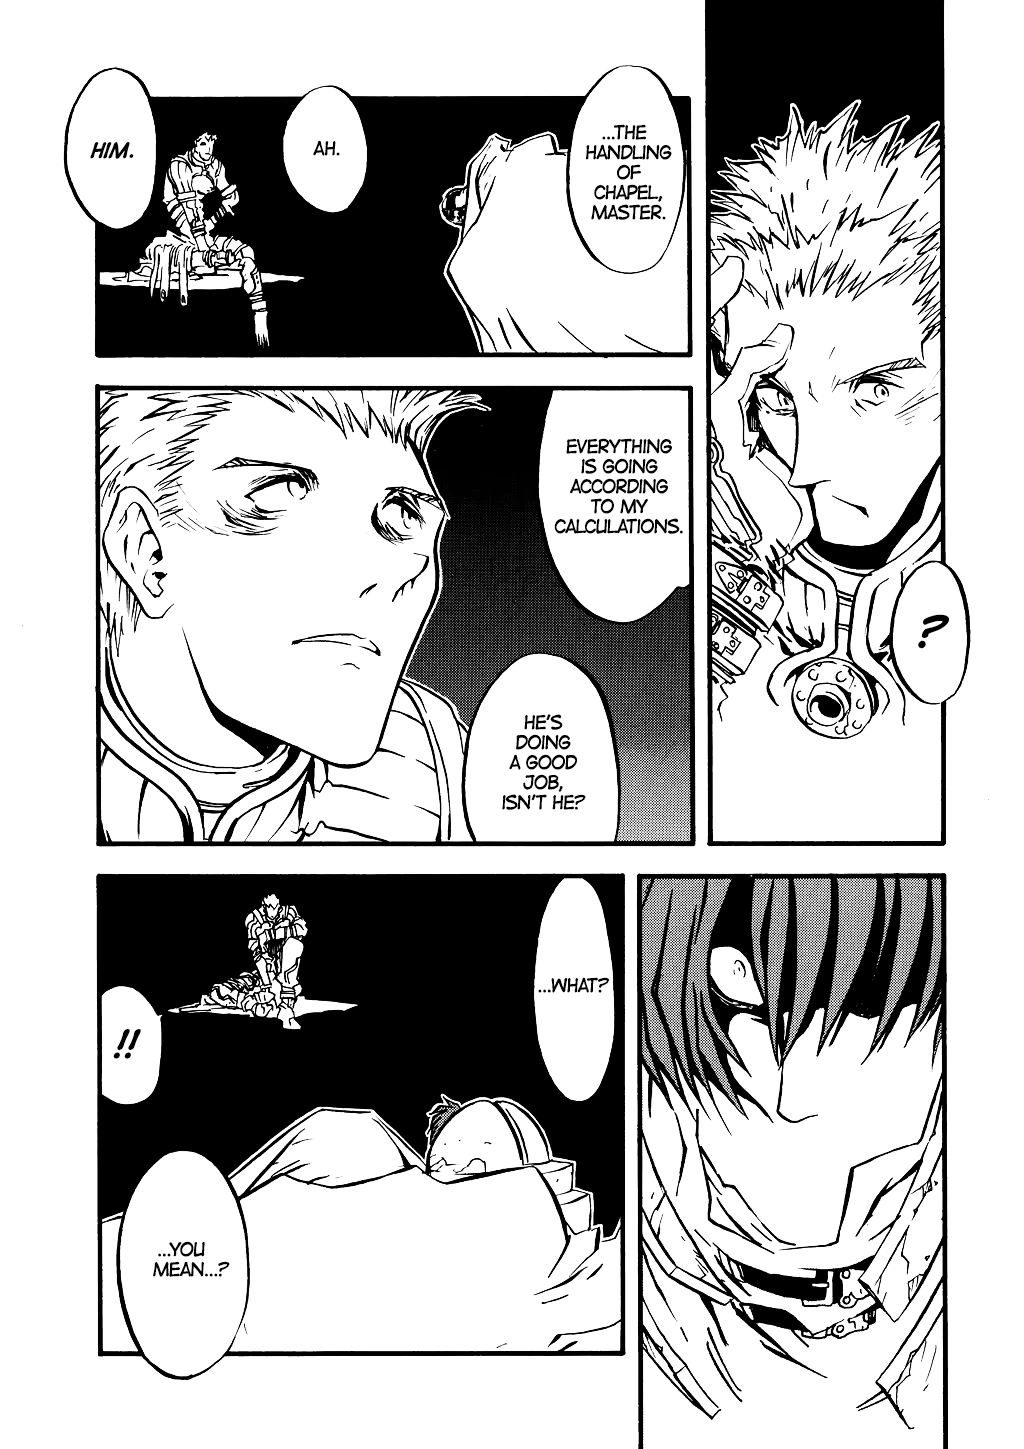 ?
...THE
HANDLING
OF
CHAPEL,
MASTER.
AH.
HIM.
EVERYTHING
IS GOING
ACCORDING
TO MY
CALCULATIONS.
HE'S
DOING
A GOOD
JOB,
ISN'T HE?
...WHAT?
!!
...YOU
MEAN...?